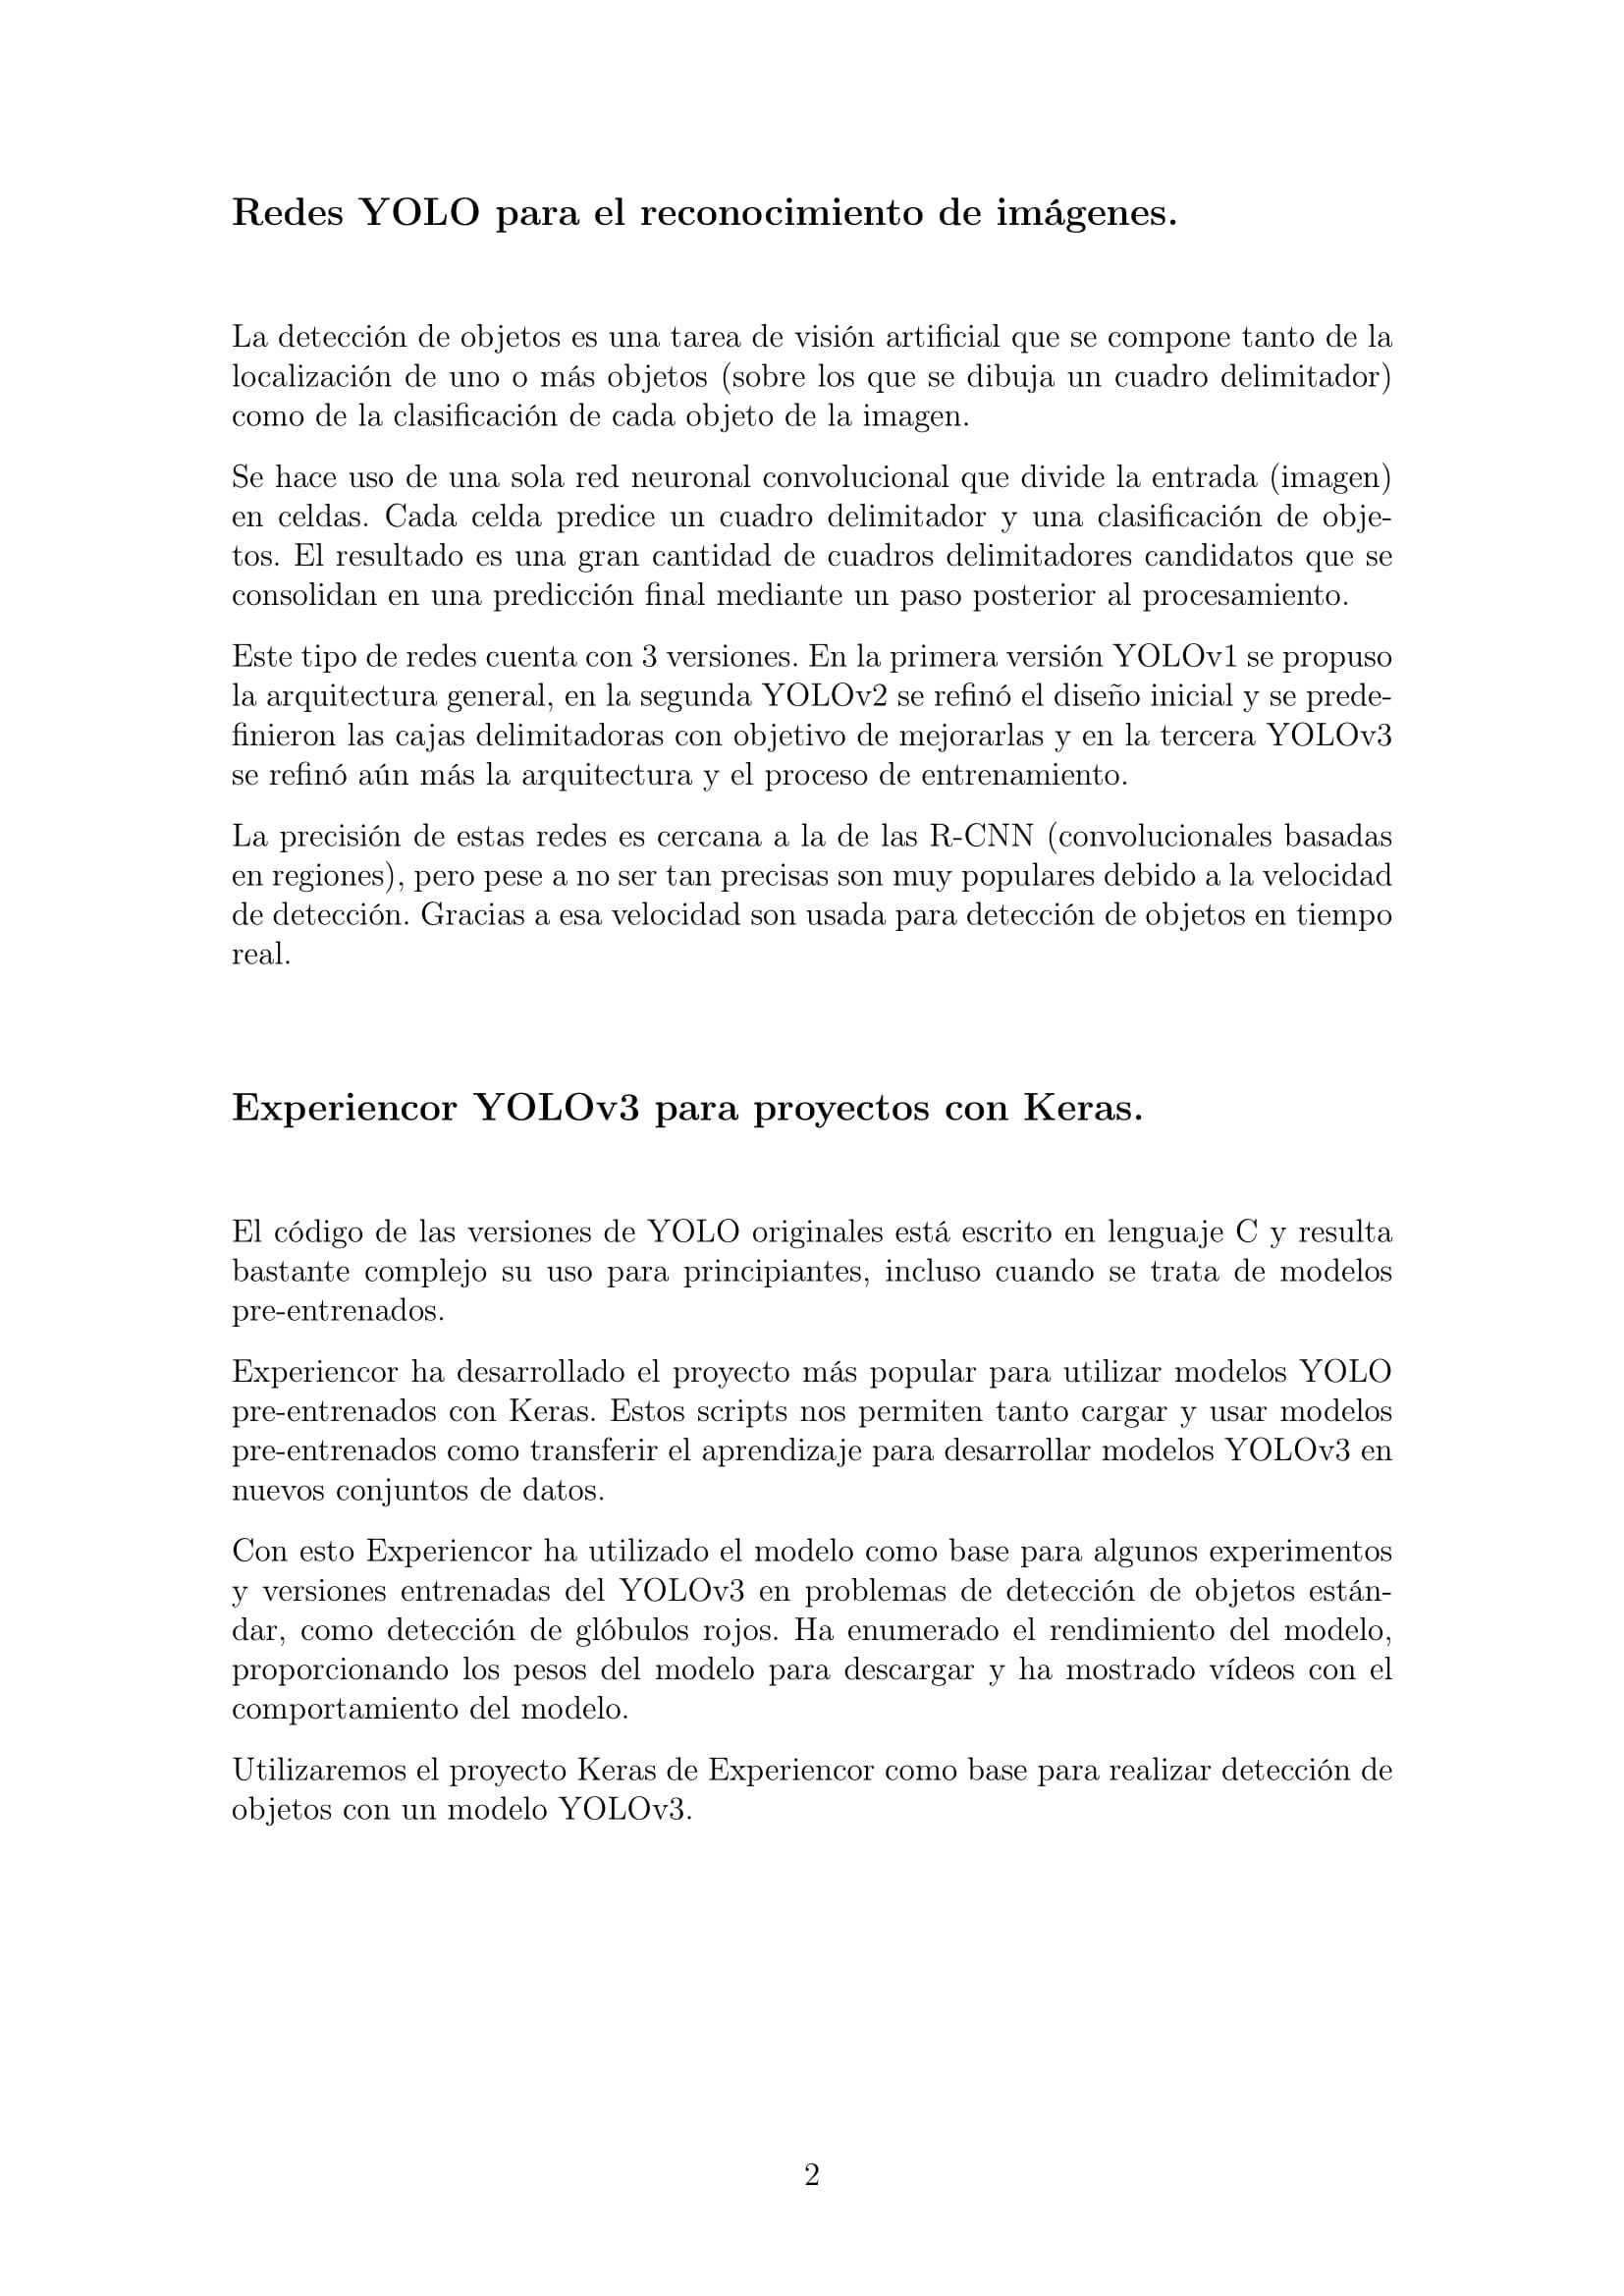 Redes YOLO para el reconocimiento de imágenes.
La detección de objetos es una tarea de visión artificial que se compone tanto de la
localización de uno o más objetos (sobre los que se dibuja un cuadro delimitador)
como de la clasificación de cada objeto de la imagen.
Se hace uso de una sola red neuronal convolucional que divide la entrada (imagen)
en celdas. Cada celda predice un cuadro delimitador y una clasificación de obje-
tos. El resultado es una gran cantidad de cuadros delimitadores candidatos que se
consolidan en una predicción final mediante un paso posterior al procesamiento.
Este tipo de redes cuenta con 3 versiones. En la primera versión YOLOv1 se propuso
la arquitectura general, en la segunda YOLOv2 se refinó el diseño inicial y se prede-
finieron las cajas delimitadoras con objetivo de mejorarlas y en la tercera YOLOv3
se refinó aún más la arquitectura y el proceso de entrenamiento.
La precisión de estas redes es cercana a la de las R-CNN (convolucionales basadas
en regiones), pero pese a no ser tan precisas son muy populares debido a la velocidad
de detección. Gracias a esa velocidad son usada para detección de objetos en tiempo
real.
Experiencor YOLOv3 para proyectos con Keras.
El código de las versiones de YOLO originales está escrito en lenguaje C y resulta
bastante complejo su uso para principiantes, incluso cuando se trata de modelos
pre-entrenados.
Experiencor ha desarrollado el proyecto más popular para utilizar modelos YOLO
pre-entrenados con Keras. Estos scripts nos permiten tanto cargar y usar modelos
pre-entrenados como transferir el aprendizaje para desarrollar modelos YOLOv3 en
nuevos conjuntos de datos.
Con esto Experiencor ha utilizado el modelo como base para algunos experimentos
y versiones entrenadas del YOLOv3 en problemas de detección de objetos están-
dar, como detección de glóbulos rojos. Ha enumerado el rendimiento del modelo,
proporcionando los pesos del modelo para descargar y ha mostrado vídeos con el
comportamiento del modelo.
Utilizaremos el proyecto Keras de Experiencor como base para realizar detección de
objetos con un modelo YOLOv3.
2